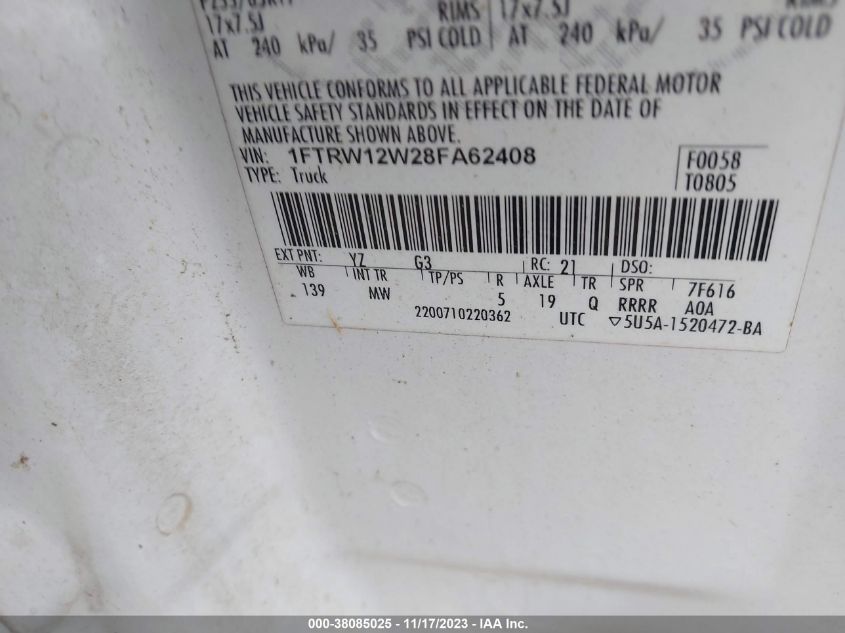 RIMS 17x7.5J RIMS
17x7.5J
AT 240 kPa/ 35 PSI COLD AT 240 kPa/ 35 PSI COLD
THIS VEHICLE CONFORMS TO ALL APPLICABLE FEDERAL MOTOR
VEHICLE SAFETY STANDARDS IN EFFECT ON THE DATE OF
MANUFACTURE SHOWN ABOVE.
VIN: 1FTRW12W28FA62408 F0058
TYPE: Truck T0805
EXT PNT: YZ G3 RC: 21 DSO:
WB INT TR TP/PS R AXLE TR SPR 7F616
139 MW 5 19 Q RRRR A0A
2200710220362 UTC ▽5U5A-1520472-BA
000-38085025 - 11/17/2023 - Copyright © 2023 IAA, LLC.